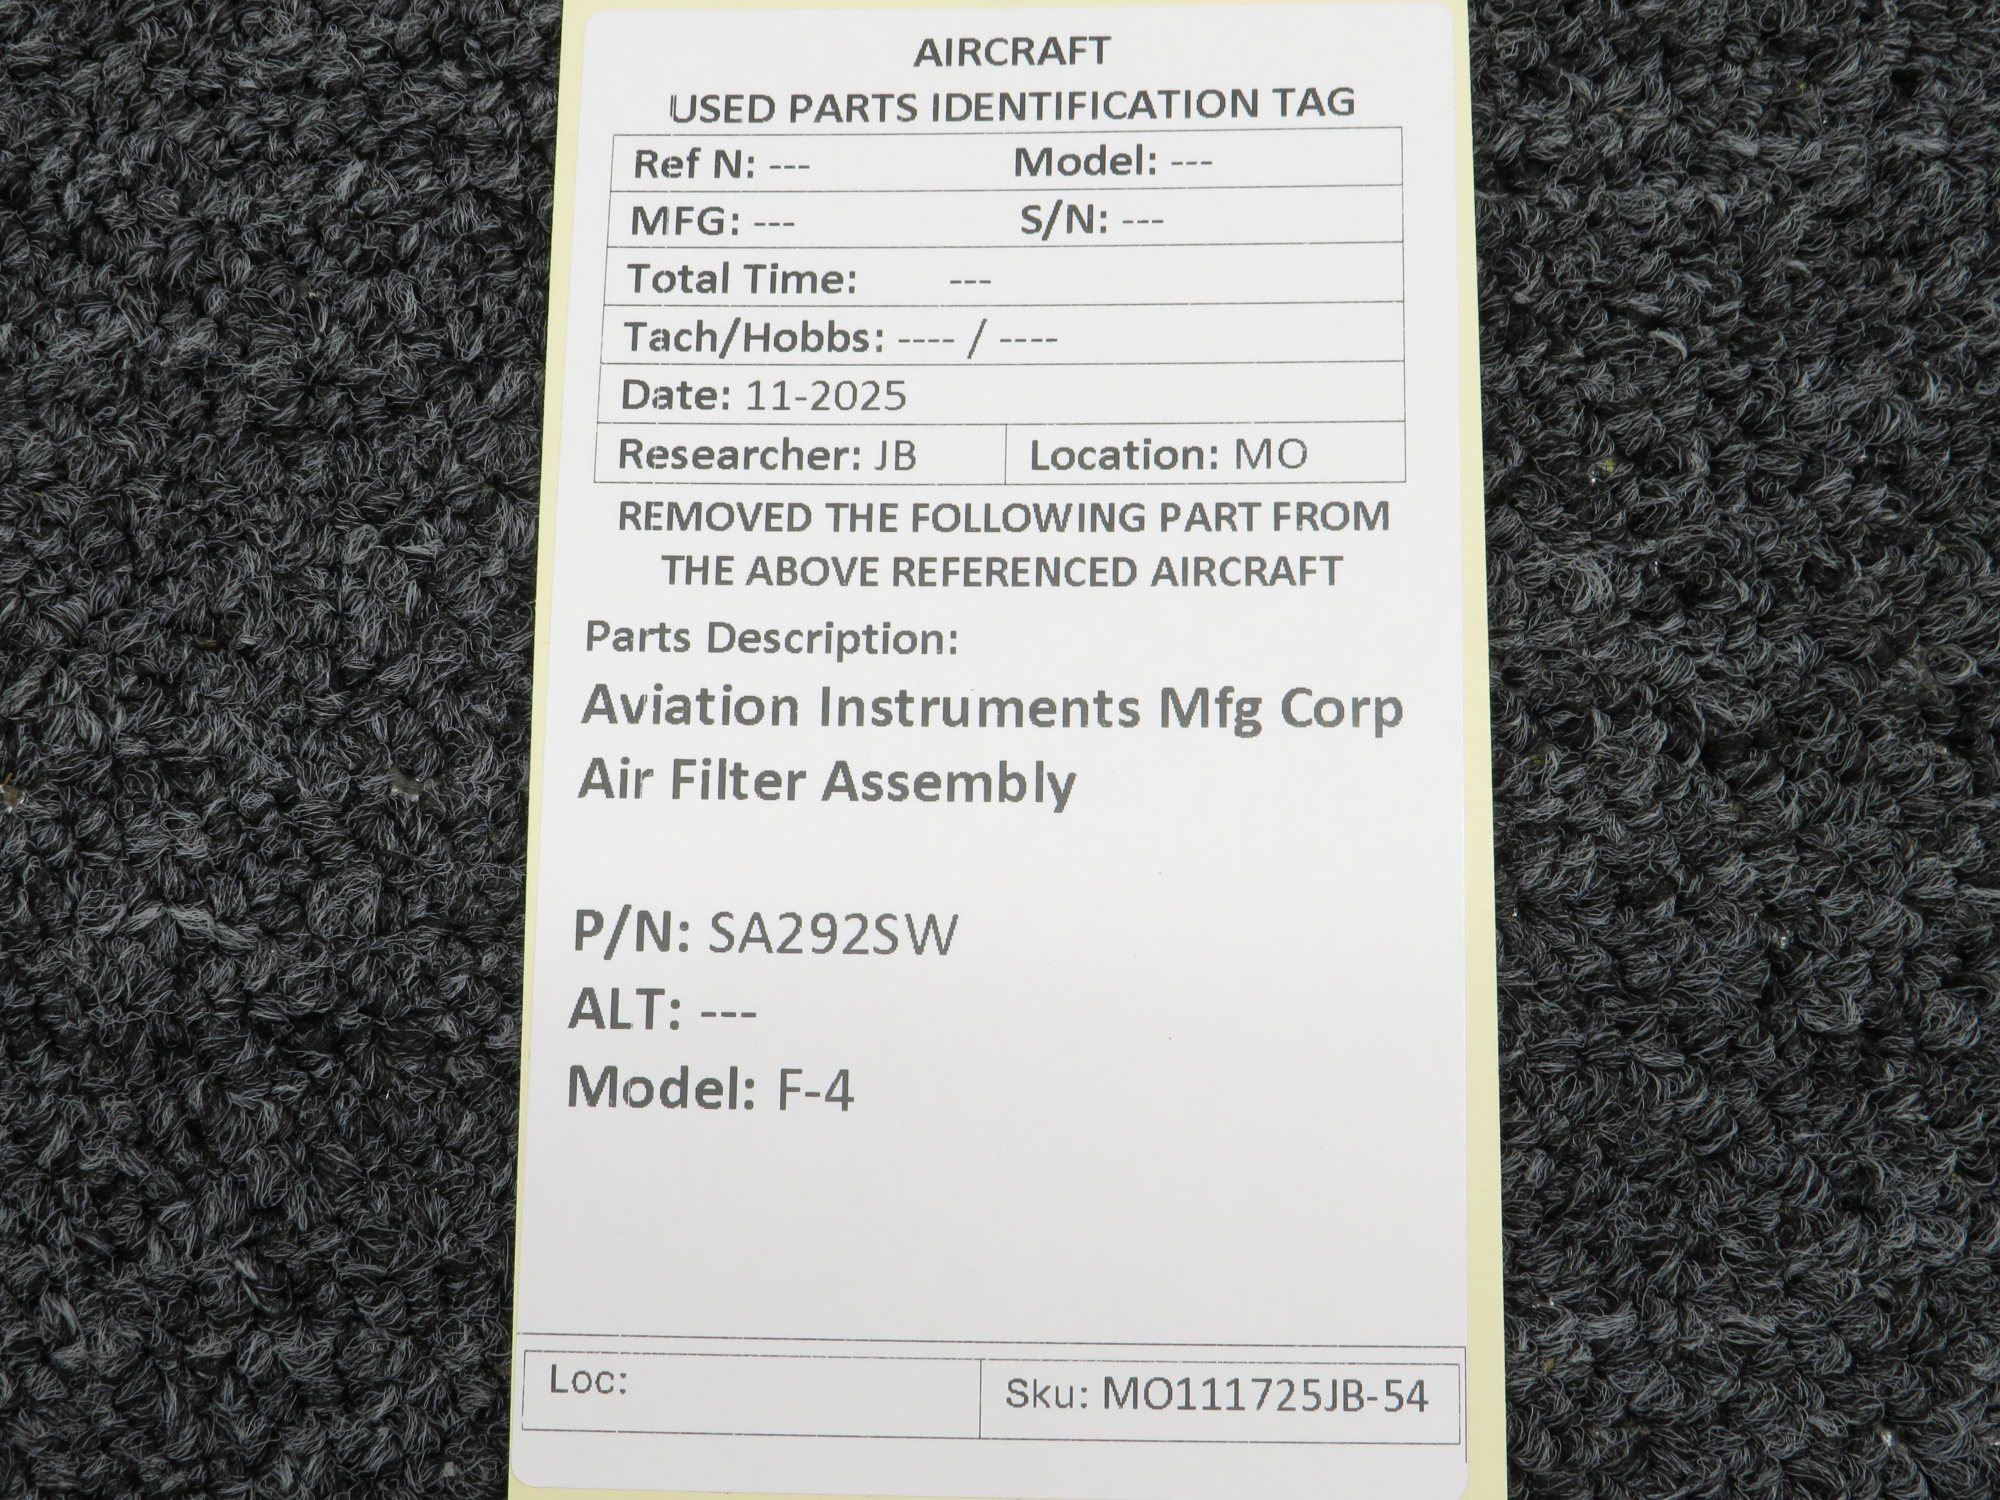 AIRCRAFT
USED PARTS IDENTIFICATION TAG
Ref N: --- Model: ---
MFG: --- S/N: ---
Total Time: ---
Tach/Hobbs: ---- / ----
Date: 11-2025
Researcher: JB Location: MO
REMOVED THE FOLLOWING PART FROM
THE ABOVE REFERENCED AIRCRAFT
Parts Description:
Aviation Instruments Mfg Corp
Air Filter Assembly
P/N: SA292SW
ALT: ---
Model: F-4
Loc: Sku: MO111725JB-54